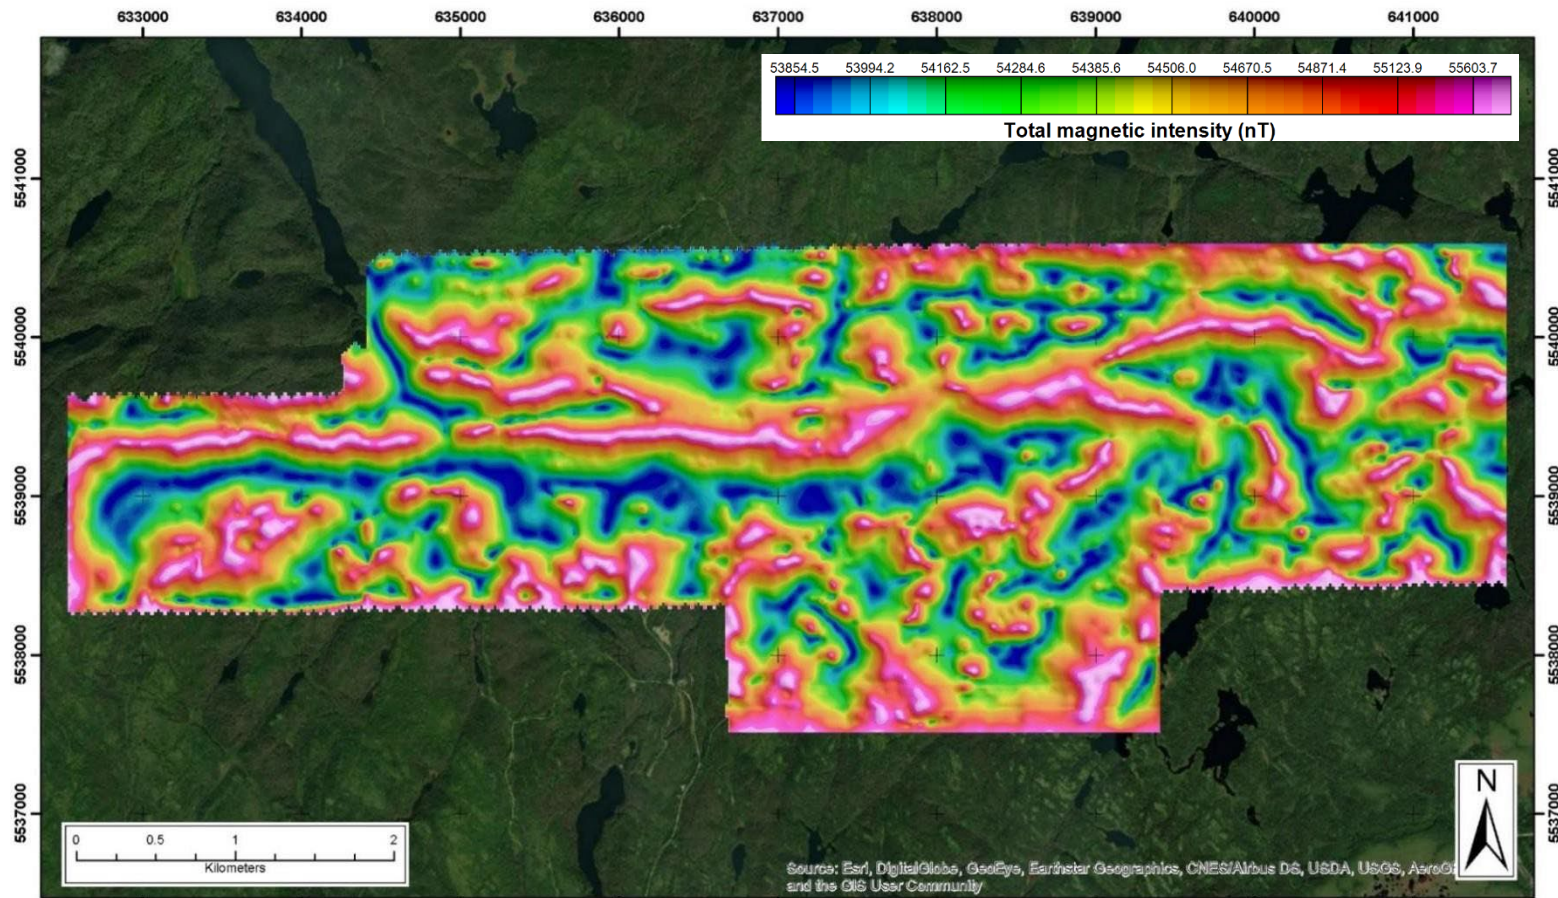 633000 634000 635000 636000 637000 638000 639000 640000 641000
53854.5 53994.2 54162.5 54284.6 54385.6 54506.0 54670.5 54871.4 55123.9 55603.7
Total magnetic intensity (nT)
5541000 5541000
5540000 5540000
5539000 5539000
5538000 5538000
5537000 5537000
N
0 0.5 1 2
Kilometers
Source: Esri, DigitalGlobe, GeoEye, Earthstar Geographics, CNES/Airbus DS, USDA, USGS,
and the GIS User Community